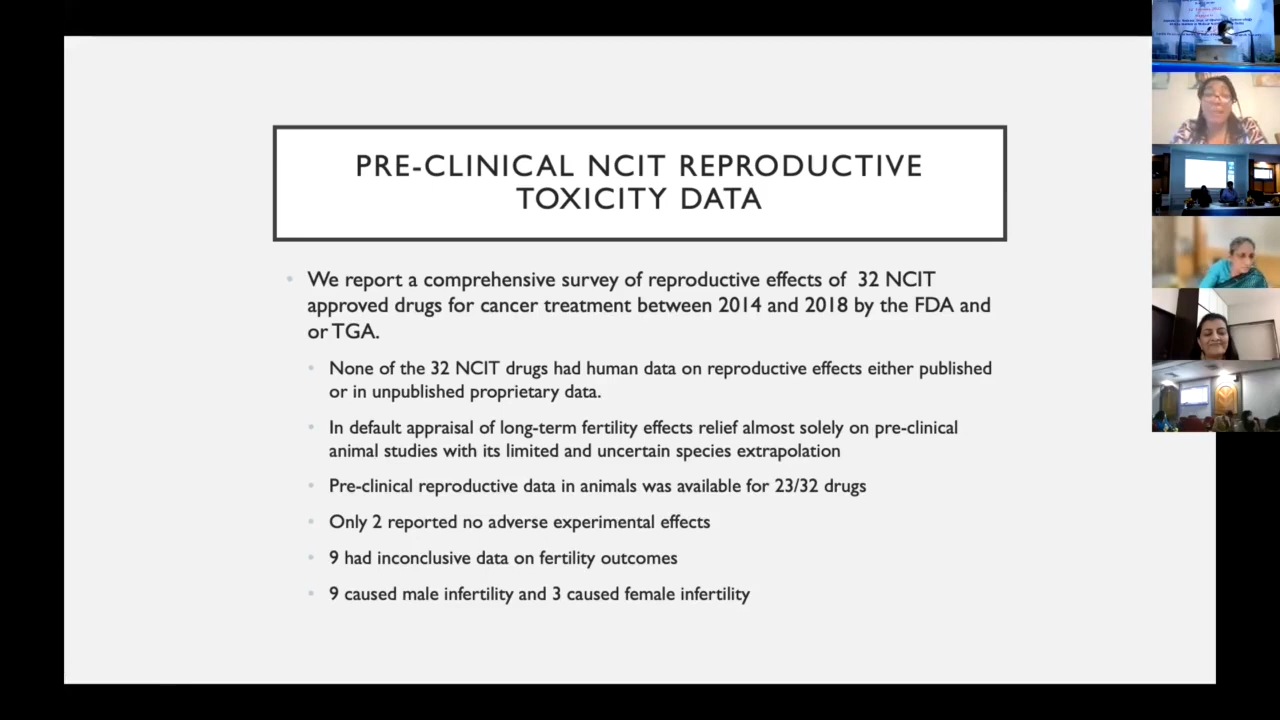 PRE-CLINICAL NCIT REPRODUCTIVE
TOXICITY DATA
We report a comprehensive survey of reproductive effects of 32 NCIT
approved drugs for cancer treatment between 2014 and 2018 by the FDA and
or TGA.
None of the 32 NCIT drugs had human data on reproductive effects either published
or in unpublished proprietary data.
In default appraisal of long-term fertility effects relief almost solely on pre-clinical
animal studies with its limited and uncertain species extrapolation
Pre-clinical reproductive data in animals was available for 23/32 drugs
Only 2 reported no adverse experimental effects
9 had inconclusive data on fertility outcomes
9 caused male infertility and 3 caused female infertility